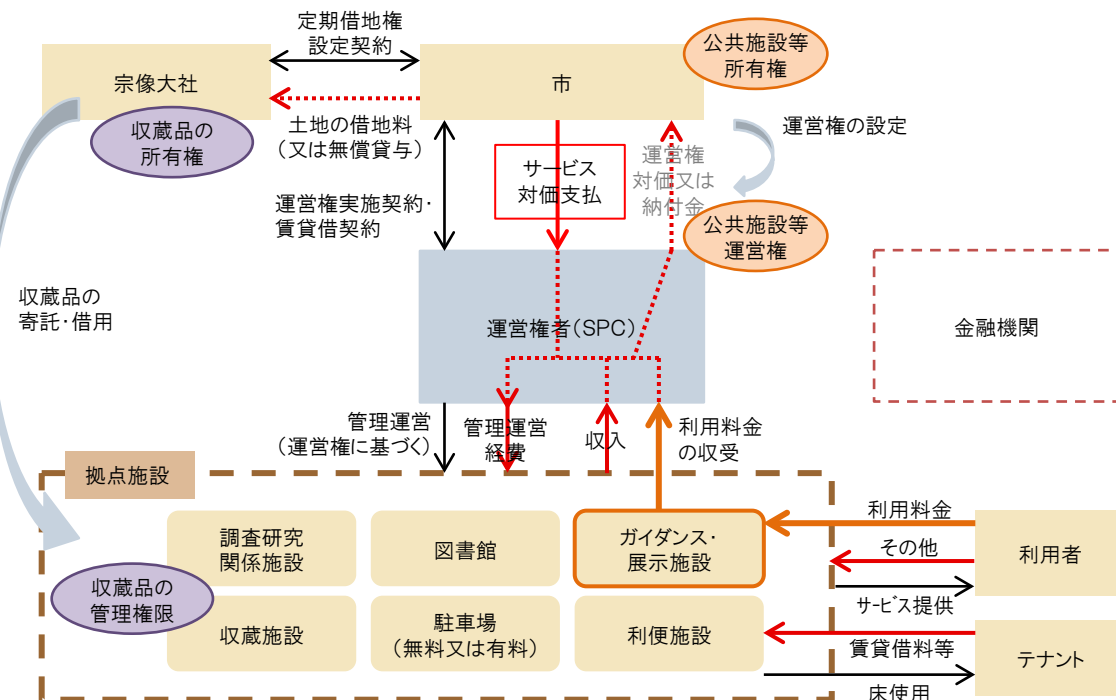 定期借地権
設定契約
宗像大社
市
公共施設等
所有権
収蔵品の
所有権
土地の借地料
(又は無償貸与)
サービス
対価支払
運営権
対価又は
納付金
運営権の設定
運営権実施契約・
賃貸借契約
公共施設等
運営権
収蔵品の
寄託・借用
運営権者(SPC)
金融機関
管理運営
(運営権に基づく)
管理運営
経費
収入
利用料金
の収受
拠点施設
調査研究
関係施設
図書館
ガイダンス・
展示施設
利用料金
その他
サービス提供
利用者
収蔵品の
管理権限
収蔵施設
駐車場
(無料又は有料)
利便施設
賃貸借料等
床使用
テナント